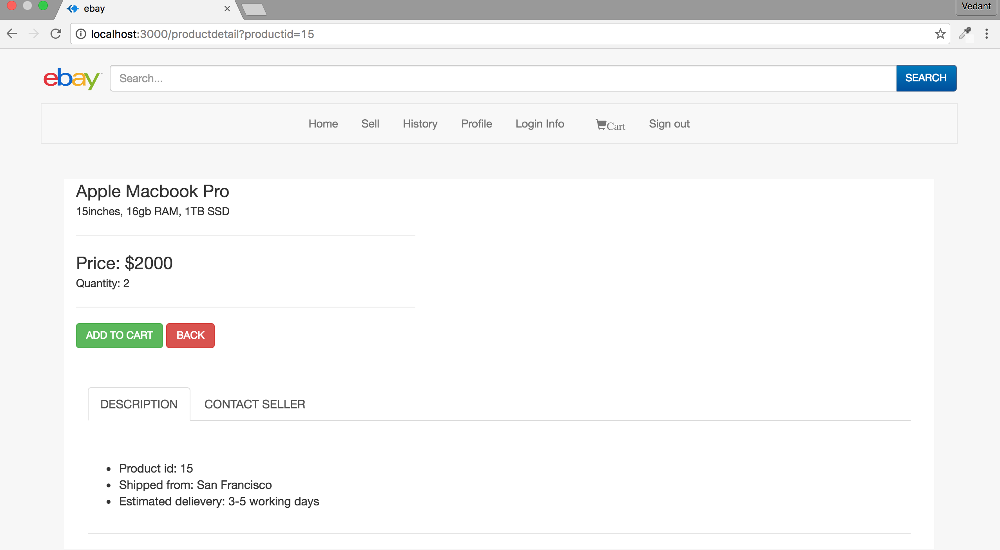 ebay
Vedant
localhost:3000/productdetail?productid=15
ebay™
Search...
SEARCH
Home Sell History Profile Login Info Cart Sign out
Apple Macbook Pro
15inches, 16gb RAM, 1TB SSD
Price: $2000
Quantity: 2
ADD TO CART BACK
DESCRIPTION CONTACT SELLER
• Product id: 15
• Shipped from: San Francisco
• Estimated delievery: 3-5 working days